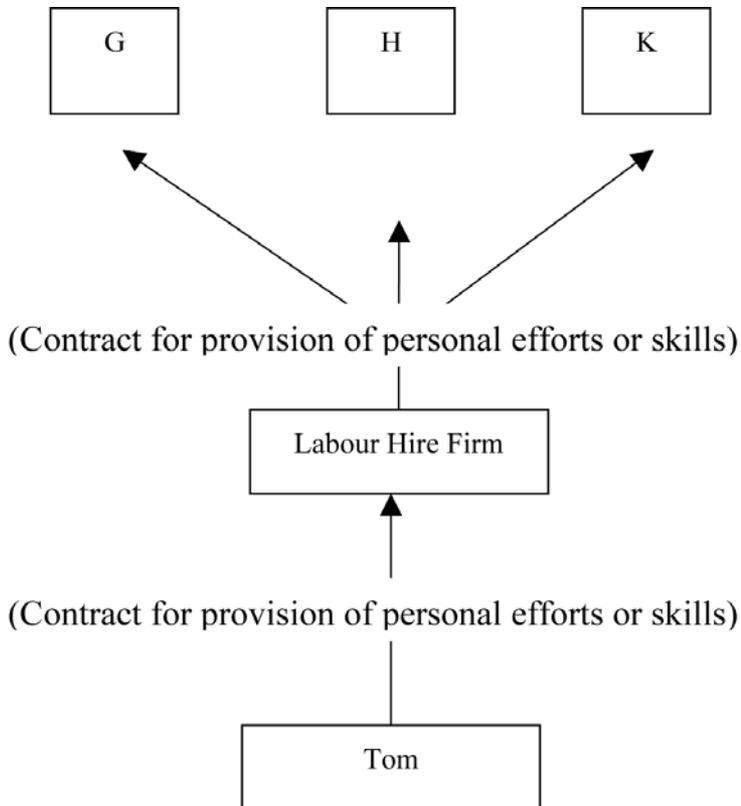 G H K
(Contract for provision of personal efforts or skills)
Labour Hire Firm
(Contract for provision of personal efforts or skills)
Tom